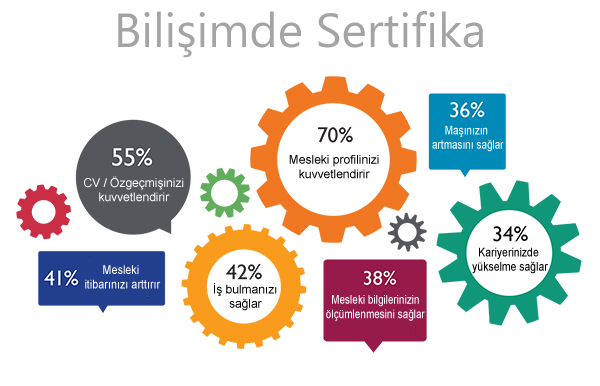 Bilişimde Sertifika
70%
Mesleki profilinizi
kuvvetlendirir
36%
Maşınızın
artmasını sağlar
55%
CV / Özgeçmişinizi
kuvvetlendirir
34%
Kariyerinizde
yükselme sağlar
41%
Mesleki
itibarınızı arttırır
42%
İş bulmanızı
sağlar
38%
Mesleki bilgilerinizin
ölçümlenmesini sağlar